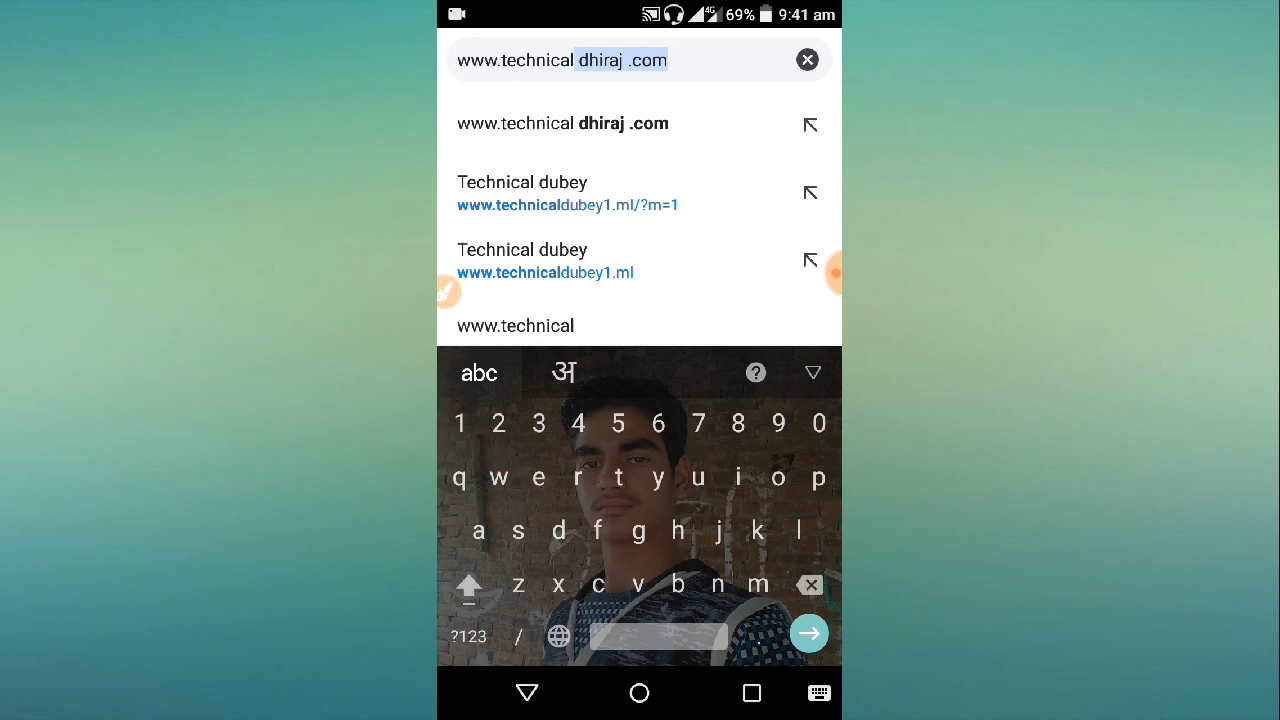 4G 69% 9:41 am
www.technical dhiraj .com
www.technical dhiraj .com
Technical dubey
www.technicaldubey1.ml/?m=1
Technical dubey
www.technicaldubey1.ml
www.technical
abc अ ?
1 2 3 4 5 6 7 8 9 0
q w e r t y u i o p
a s d f g h j k l
z x c v b n m
?123 / .